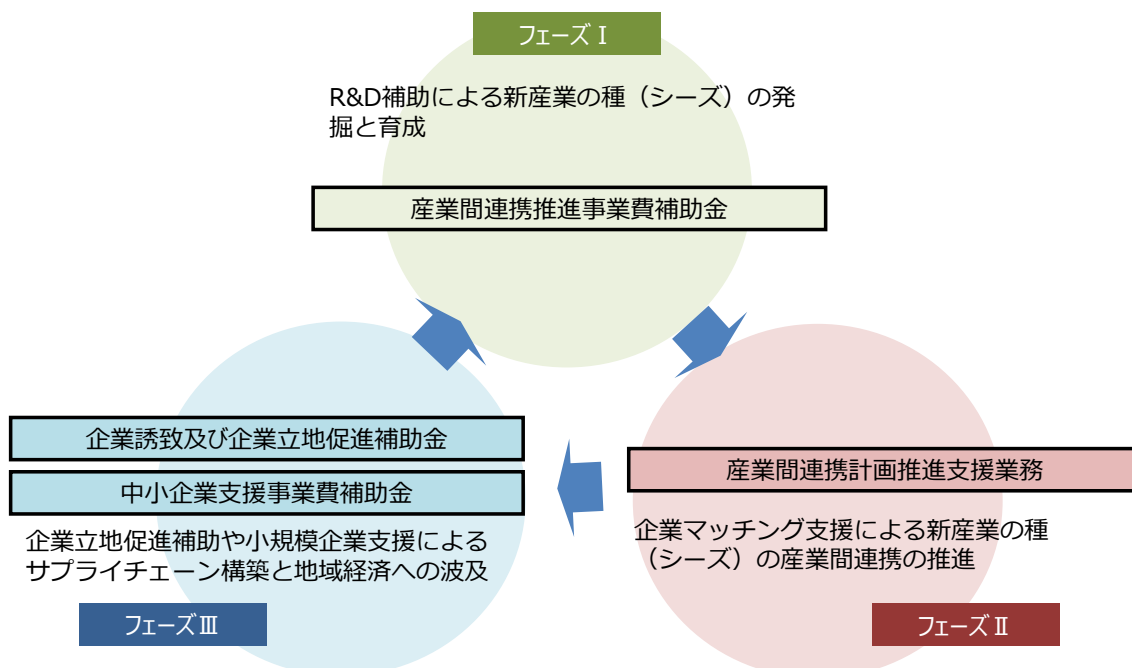 フェーズⅠ
R&D補助による新産業の種（シーズ）の発
掘と育成
産業間連携推進事業費補助金
企業誘致及び企業立地促進補助金
中小企業支援事業費補助金
企業立地促進補助や小規模企業支援による
サプライチェーン構築と地域経済への波及
フェーズⅢ
産業間連携計画推進支援業務
企業マッチング支援による新産業の種
（シーズ）の産業間連携の推進
フェーズⅡ